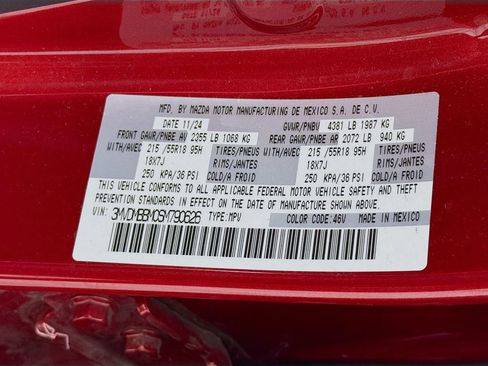 MFD. BY MAZDA MOTOR MANUFACTURING DE MEXICO S.A. DE C.V.
DATE 11/24 GVWR/PNBV 4381 LB 1987 KG
FRONT GAWR/PNBE AV 2355 LB 1068 KG REAR GAWR/PNBE AR 2072 LB 940 KG
WITH/AVEC 215 /55R18 95H TIRES/PNEUS WITH/AVEC 215 /55R18 95H TIRES/PNEUS
18X7J RIMS/JANTES 18X7J RIMS/JANTES
250 KPA/36 PSI COLD/A FROID 250 KPA/36 PSI COLD/A FROID
THIS VEHICLE CONFORMS TO ALL APPLICABLE FEDERAL MOTOR VEHICLE SAFETY AND THEFT
PREVENTION STANDARDS IN EFFECT ON THE DATE OF MANUFACTURE SHOWN ABOVE.
VIN: 3MVDMBBM0SM790626 TYPE: MPV COLOR CODE: 46V MADE IN MEXICO